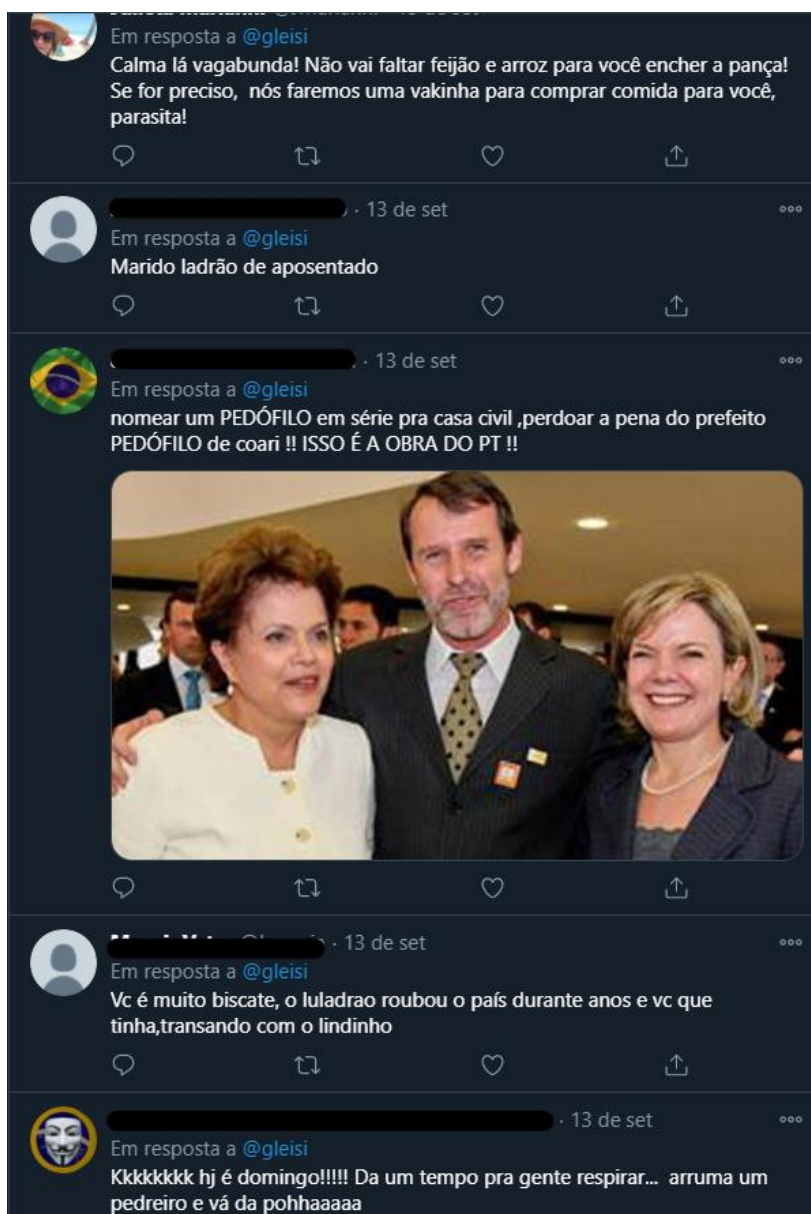 Em resposta a @gleisi
Calma lá vagabunda! Não vai faltar feijão e arroz para você encher a pança!
Se for preciso, nós faremos uma vakinha para comprar comida para você,
parasita!
· 13 de set
Em resposta a @gleisi
Marido ladrão de aposentado
· 13 de set
Em resposta a @gleisi
nomear um PEDÓFILO em série pra casa civil ,perdoar a pena do prefeito
PEDÓFILO de coari !! ISSO É A OBRA DO PT !!
· 13 de set
Em resposta a @gleisi
Vc é muito biscate, o luladrao roubou o país durante anos e vc que
tinha,transando com o lindinho
· 13 de set
Em resposta a @gleisi
Kkkkkkkk hj é domingo!!!!! Da um tempo pra gente respirar... arruma um
pedreiro e vá da pohhaaaaa